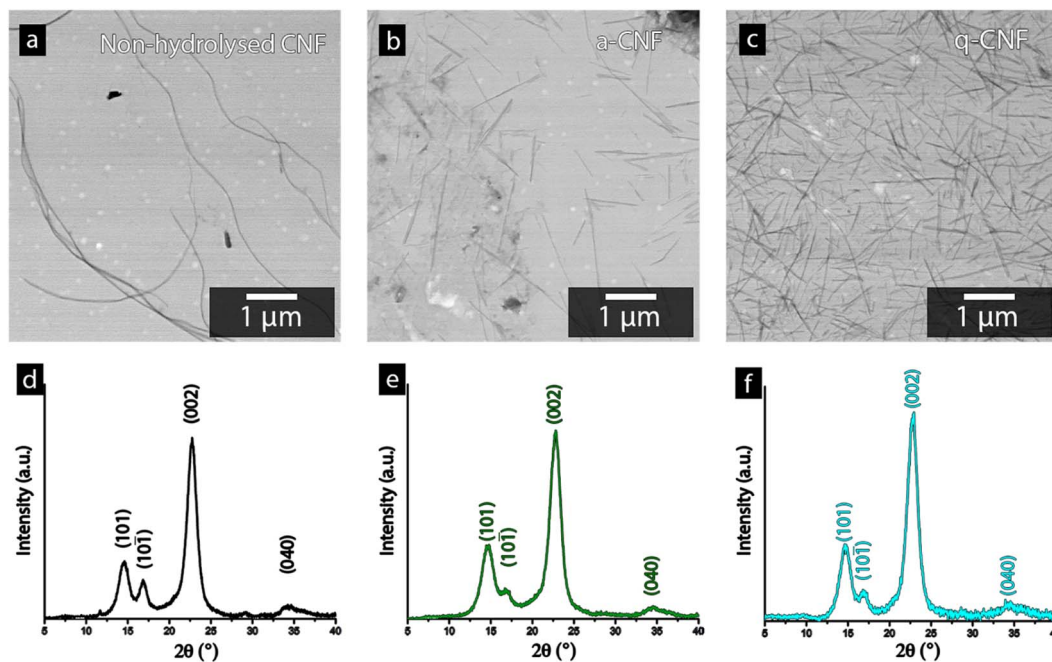 a
Non-hydrolysed CNF
1 μm
b
a-CNF
1 μm
c
q-CNF
1 μm
d
Intensity (a.u.)
(101)
(101̄)
(002)
(040)
5 10 15 20 25 30 35 40
2θ (°)
e
Intensity (a.u.)
(101)
(101̄)
(002)
(040)
5 10 15 20 25 30 35 40
2θ (°)
f
Intensity (a.u.)
(101)
(101̄)
(002)
(040)
5 10 15 20 25 30 35 40
2θ (°)